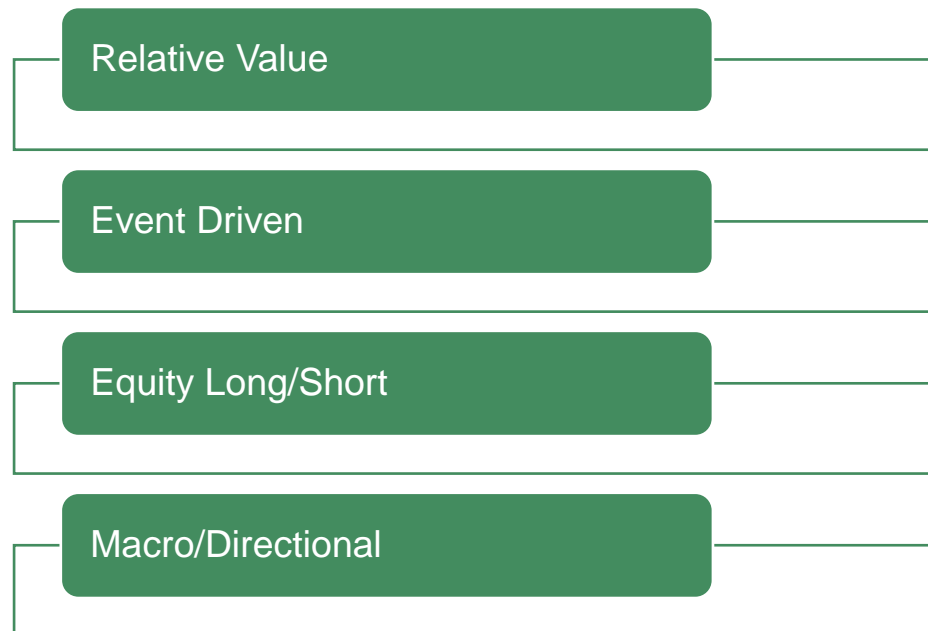 Relative Value
Event Driven
Equity Long/Short
Macro/Directional